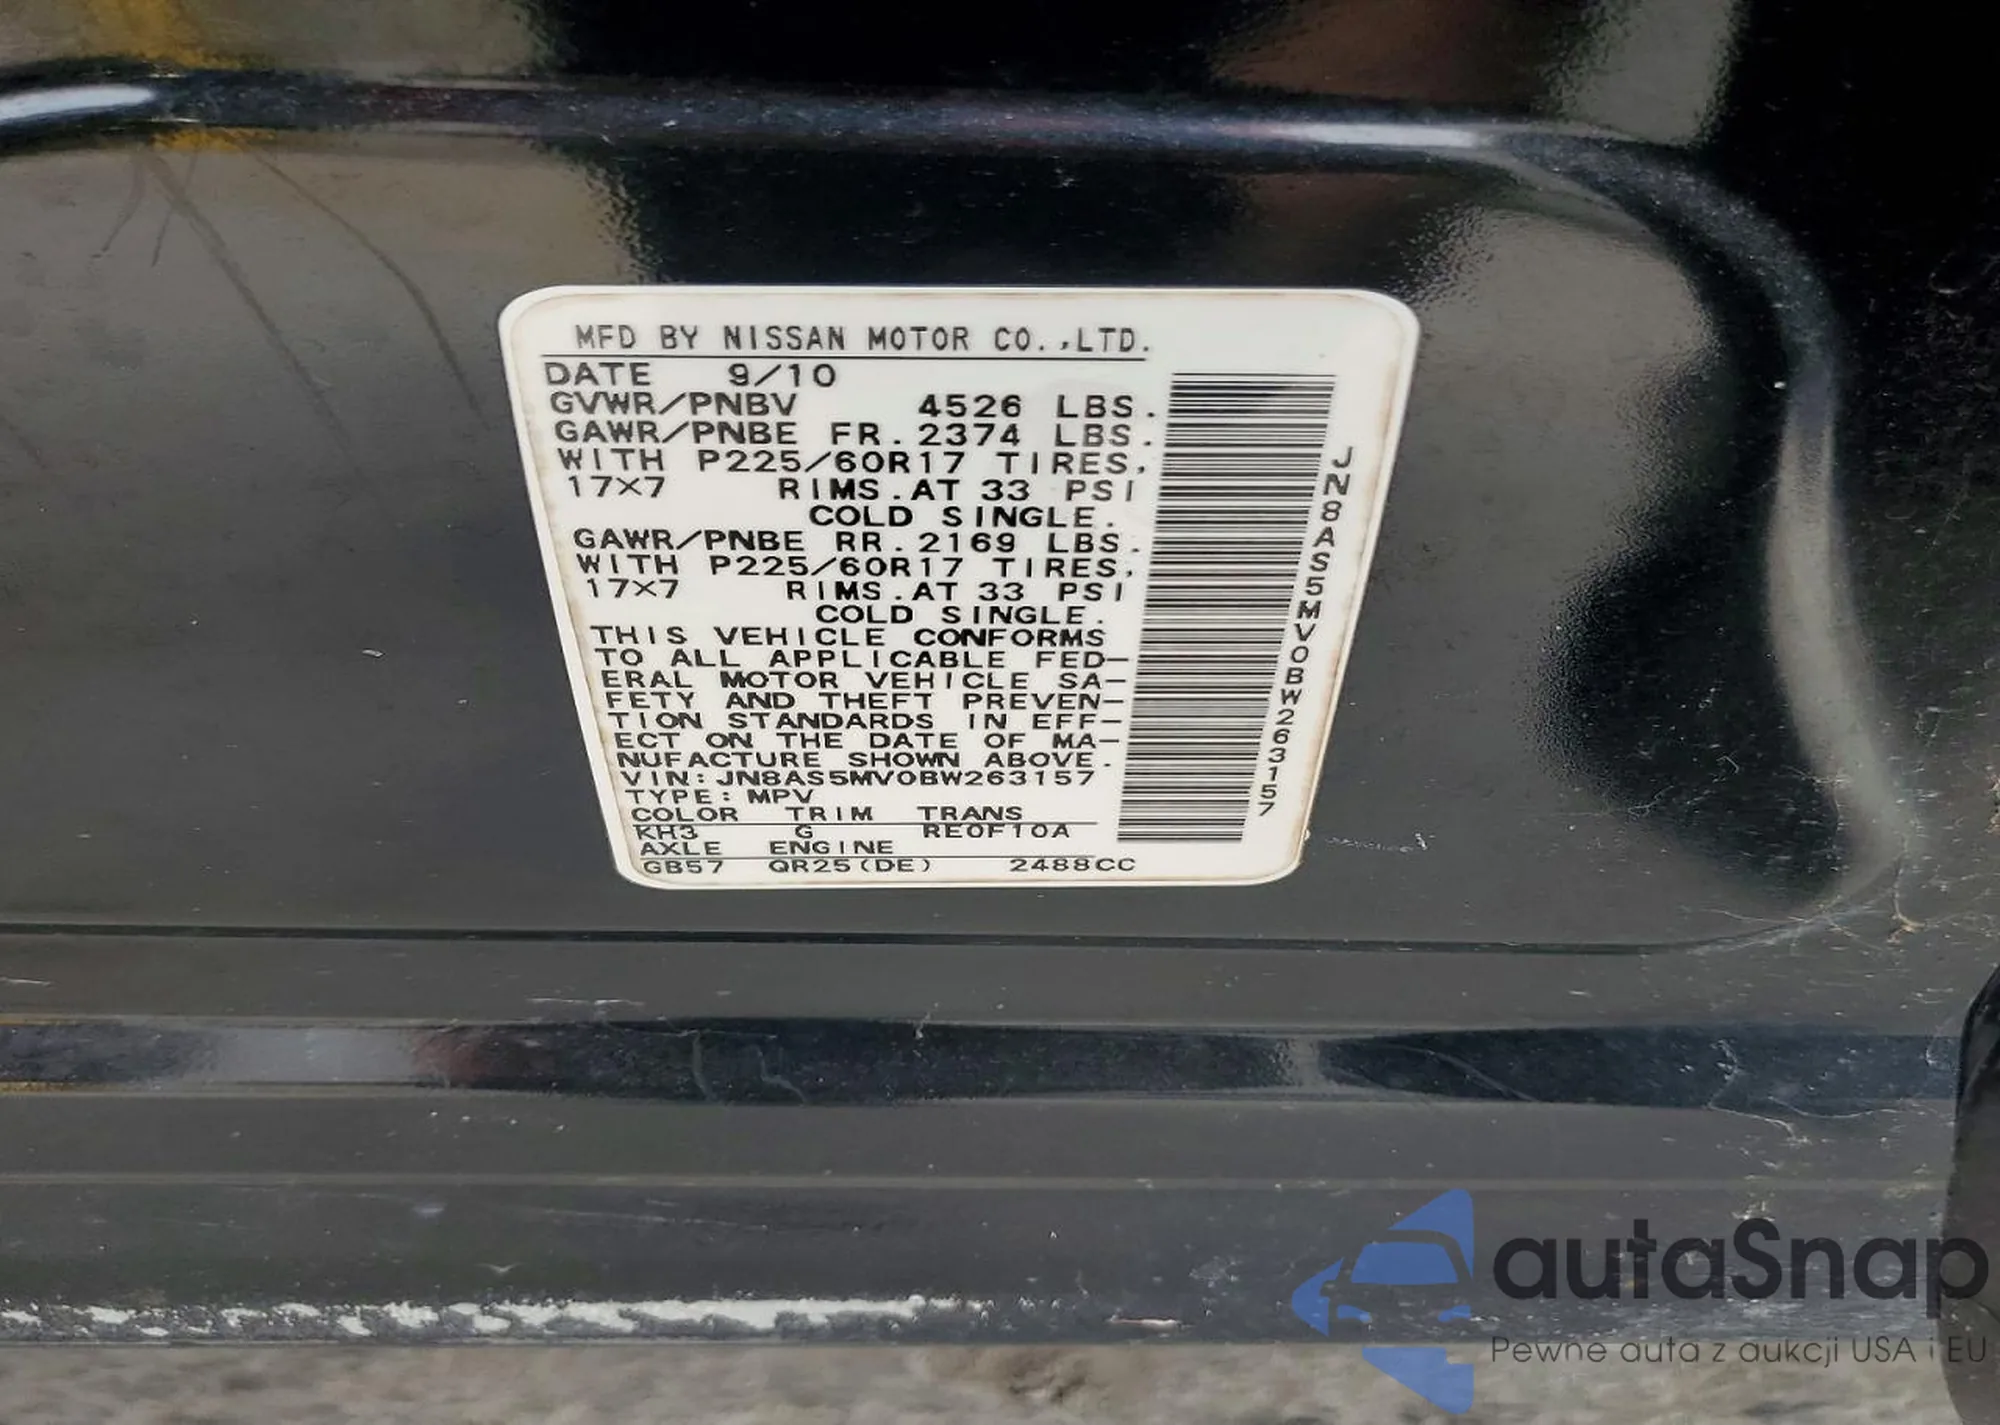 MFD BY NISSAN MOTOR CO.,LTD.
DATE 9/10
GVWR/PNBV 4526 LBS.
GAWR/PNBE FR.2374 LBS.
WITH P225/60R17 TIRES,
17×7 RIMS.AT 33 PSI
COLD SINGLE.
GAWR/PNBE RR.2169 LBS.
WITH P225/60R17 TIRES,
17×7 RIMS.AT 33 PSI
COLD SINGLE.
THIS VEHICLE CONFORMS
TO ALL APPLICABLE FED-
ERAL MOTOR VEHICLE SA-
FETY AND THEFT PREVEN-
TION STANDARDS IN EFF-
ECT ON THE DATE OF MA-
NUFACTURE SHOWN ABOVE.
VIN:JN8AS5MV0BW263157
TYPE:MPV
COLOR TRIM TRANS
KH3 G RE0F10A
AXLE ENGINE
GB57 QR25(DE) 2488CC
JN8AS5MV0BW263157
autaSnap
Pewne auta z aukcji USA i EU